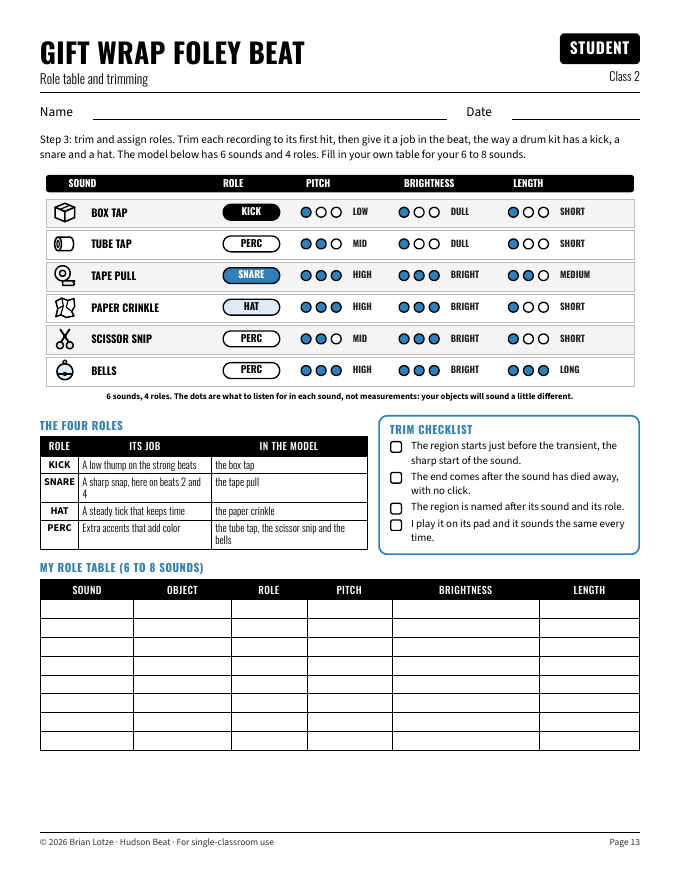 GIFT WRAP FOLEY BEAT
STUDENT
Role table and trimming
Class 2
Name
Date
Step 3: trim and assign roles. Trim each recording to its first hit, then give it a job in the beat, the way a drum kit has a kick, a
snare and a hat. The model below has 6 sounds and 4 roles. Fill in your own table for your 6 to 8 sounds.
SOUND ROLE PITCH BRIGHTNESS LENGTH
BOX TAP KICK LOW DULL SHORT
TUBE TAP PERC MID DULL SHORT
TAPE PULL SNARE HIGH BRIGHT MEDIUM
PAPER CRINKLE HAT HIGH BRIGHT SHORT
SCISSOR SNIP PERC MID BRIGHT SHORT
BELLS PERC HIGH BRIGHT LONG
6 sounds, 4 roles. The dots are what to listen for in each sound, not measurements: your objects will sound a little different.
THE FOUR ROLES
ROLE ITS JOB IN THE MODEL
KICK A low thump on the strong beats the box tap
SNARE A sharp snap, here on beats 2 and the tape pull
4
HAT A steady tick that keeps time the paper crinkle
PERC Extra accents that add color the tube tap, the scissor snip and the
bells
TRIM CHECKLIST
The region starts just before the transient, the
sharp start of the sound.
The end comes after the sound has died away,
with no click.
The region is named after its sound and its role.
I play it on its pad and it sounds the same every
time.
MY ROLE TABLE (6 TO 8 SOUNDS)
SOUND OBJECT ROLE PITCH BRIGHTNESS LENGTH
© 2026 Brian Lotze · Hudson Beat · For single-classroom use
Page 13